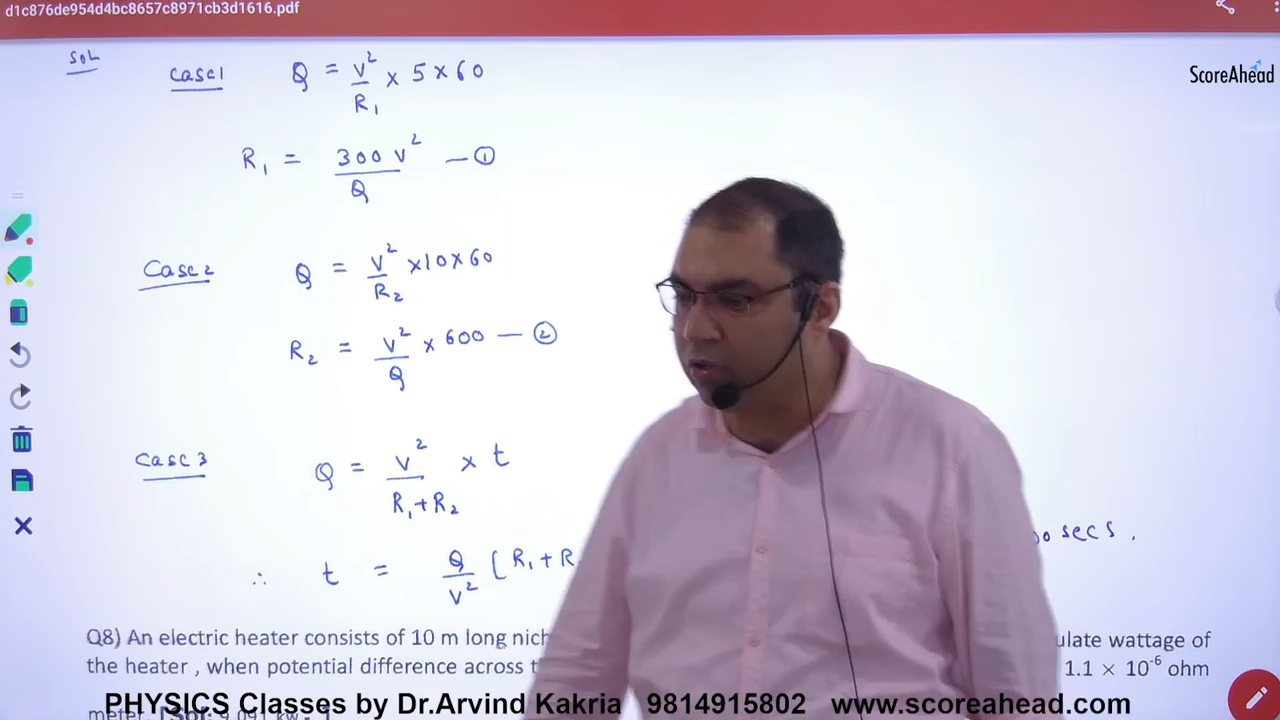 d1c876de954d4bc8657c8971cb3d1616.pdf
ScoreAhead
Soln
Case1 Q = V²/R₁ × 5 × 60
R₁ = 300 V²/Q — ①
Case2 Q = V²/R₂ ×10×60
R₂ = V²/Q × 600 — ②
Case3 Q = V²/(R₁+R₂) × t
∴ t = Q/V² [R₁ + R secs .
Q8) An electric heater consists of 10 m long wattage of
the heater , when potential difference across 1.1 × 10⁻⁶ ohm
PHYSICS Classes by Dr.Arvind Kakria 9814915802 www.scoreahead.com